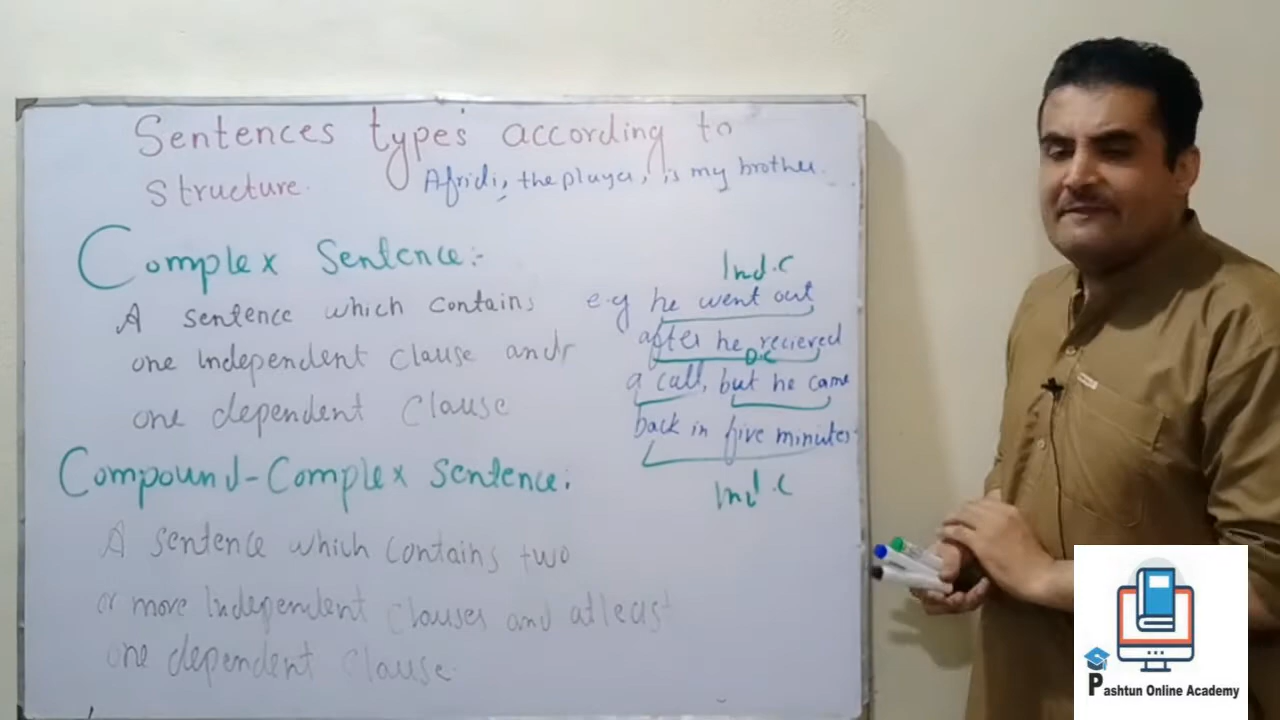 Sentences types according to
structure.
Afridi, the player, is my brother.
Complex Sentence:-
A sentence which contains
one independent clause and
one dependent clause
Ind.C
e.g he went out
after he recieved
D.C
a call, but he came
back in five minutes.
Ind.C
Compound-Complex sentence:
A sentence which contains two
or more independent clauses and atleast
one dependent clause.
Pashtun Online Academy